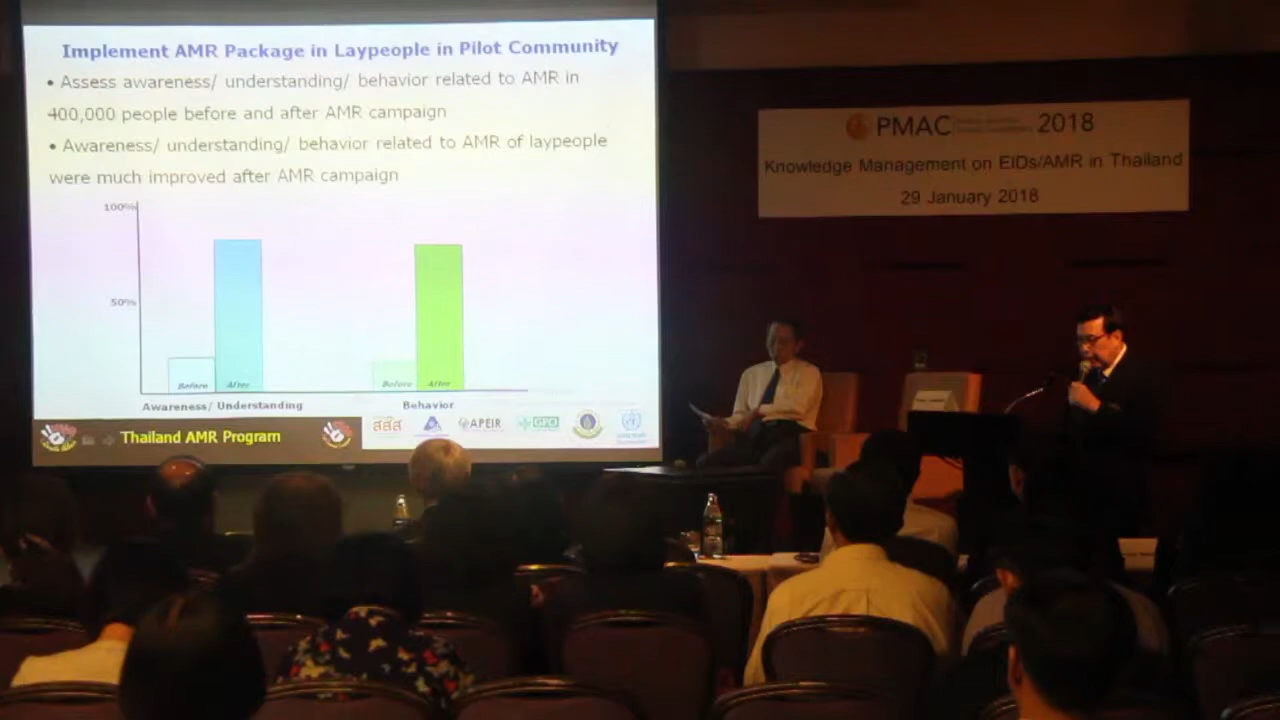 Implement AMR Package in Laypeople in Pilot Community
• Assess awareness/ understanding/ behavior related to AMR in
400,000 people before and after AMR campaign
• Awareness/ understanding/ behavior related to AMR of laypeople
were much improved after AMR campaign
100%
50%
Before After Before After
Awareness/ Understanding Behavior
Thailand AMR Program
สสส APEIR GPO
PMAC 2018
Knowledge Management on EIDs/AMR in Thailand
29 January 2018